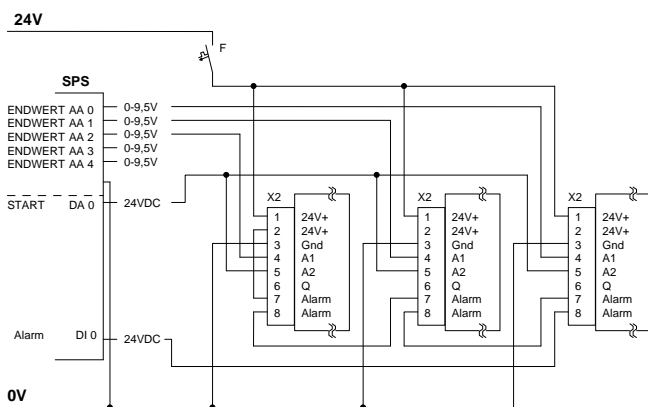 24V
F
SPS
ENDWERT AA 0 0-9,5V
ENDWERT AA 1 0-9,5V
ENDWERT AA 2 0-9,5V
ENDWERT AA 3 0-9,5V
ENDWERT AA 4 0-9,5V
START DA 0 24VDC
X2
1 24V+
2 24V+
3 Gnd
4 A1
5 A2
6 Q
7 Alarm
8 Alarm
X2
1 24V+
2 24V+
3 Gnd
4 A1
5 A2
6 Q
7 Alarm
8 Alarm
X2
1 24V+
2 24V+
3 Gnd
4 A1
5 A2
6 Q
7 Alarm
8 Alarm
Alarm DI 0 24VDC
0V